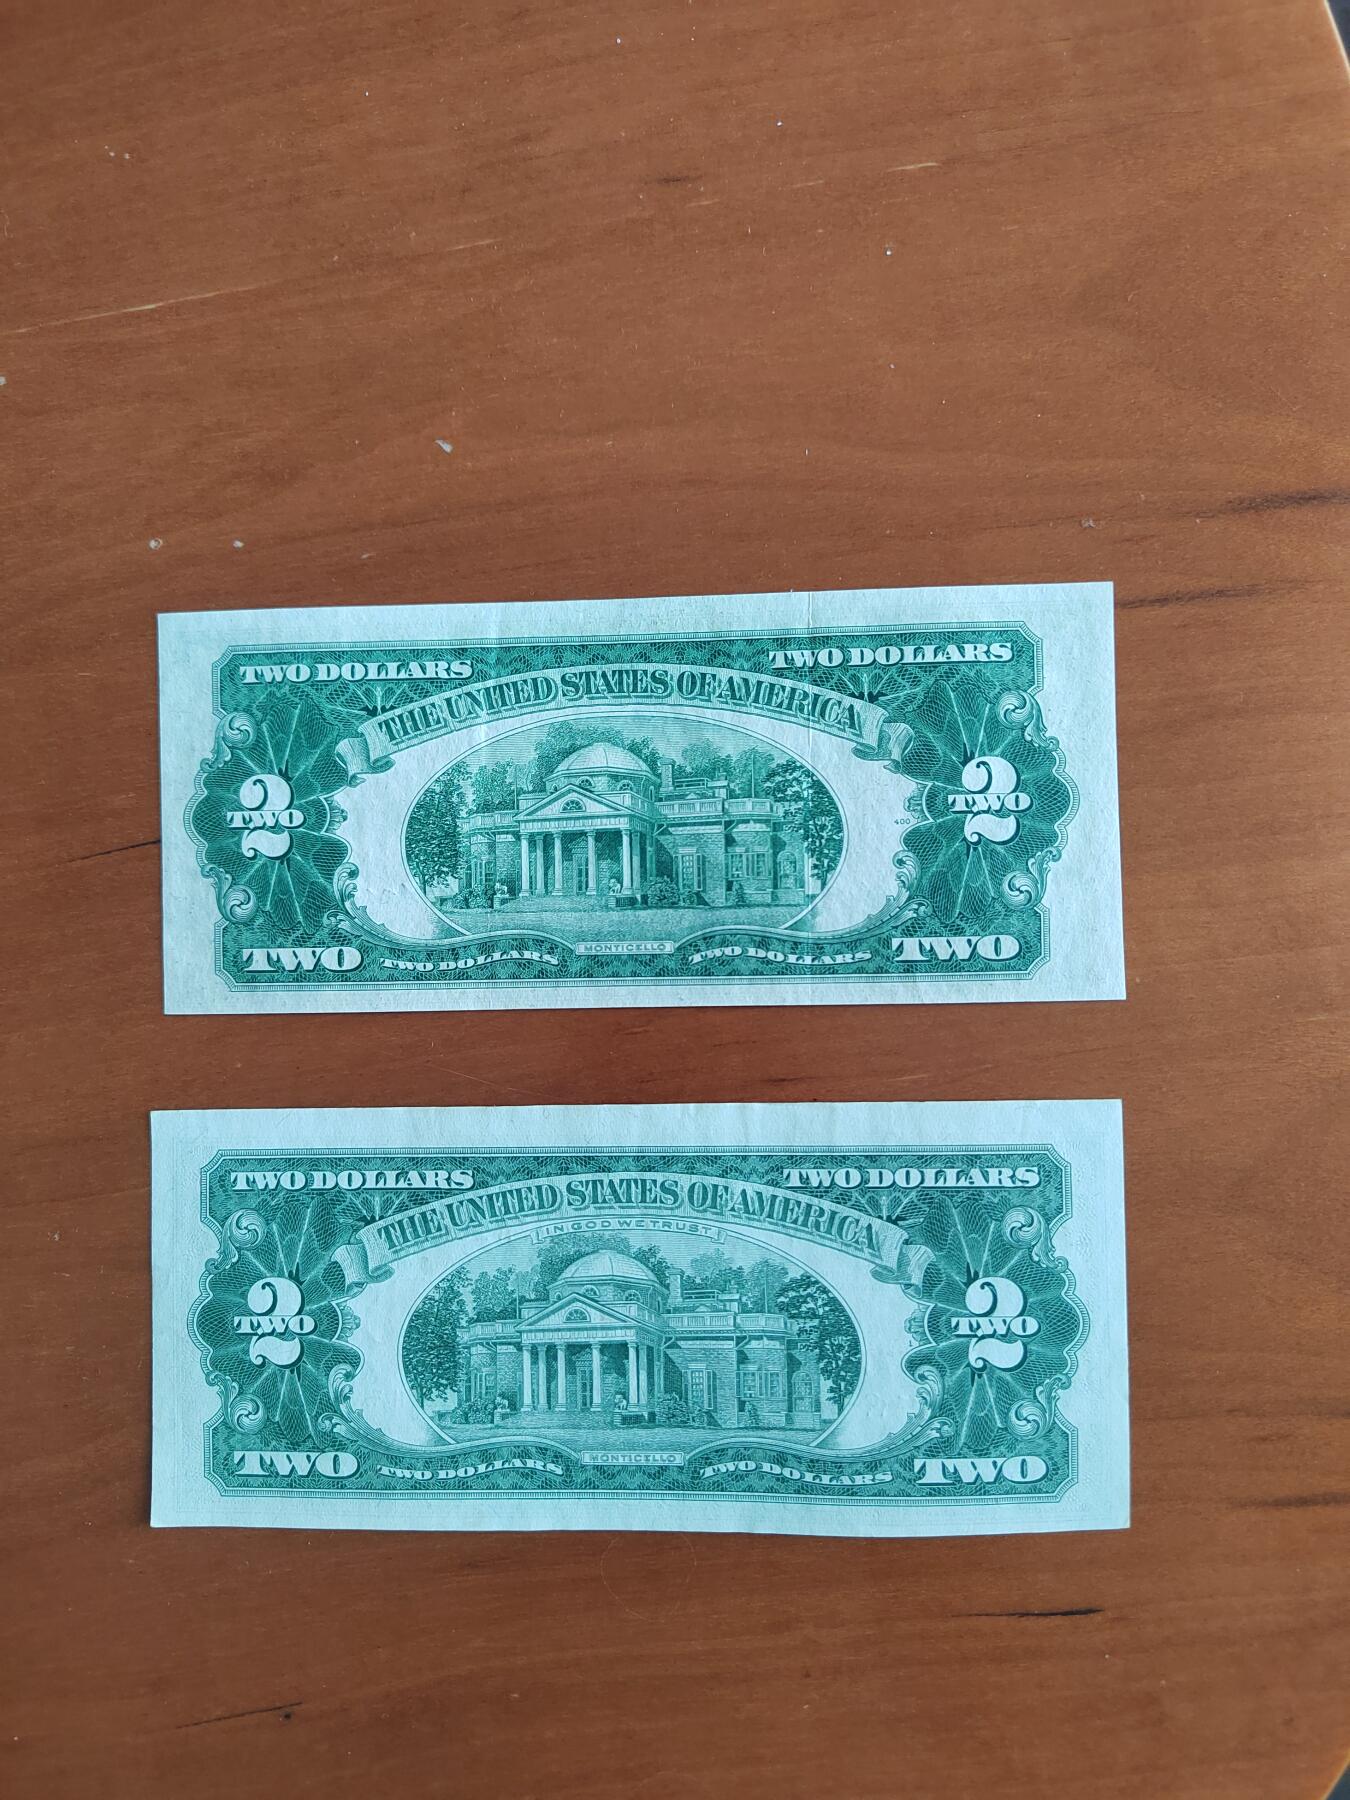 TWO DOLLARS TWO DOLLARS
THE UNITED STATES OF AMERICA
2 2
TWO TWO
400
MONTICELLO
TWO TWO DOLLARS TWO DOLLARS TWO
TWO DOLLARS TWO DOLLARS
THE UNITED STATES OF AMERICA
IN GOD WE TRUST
2 2
TWO TWO
MONTICELLO
TWO TWO DOLLARS TWO DOLLARS TWO